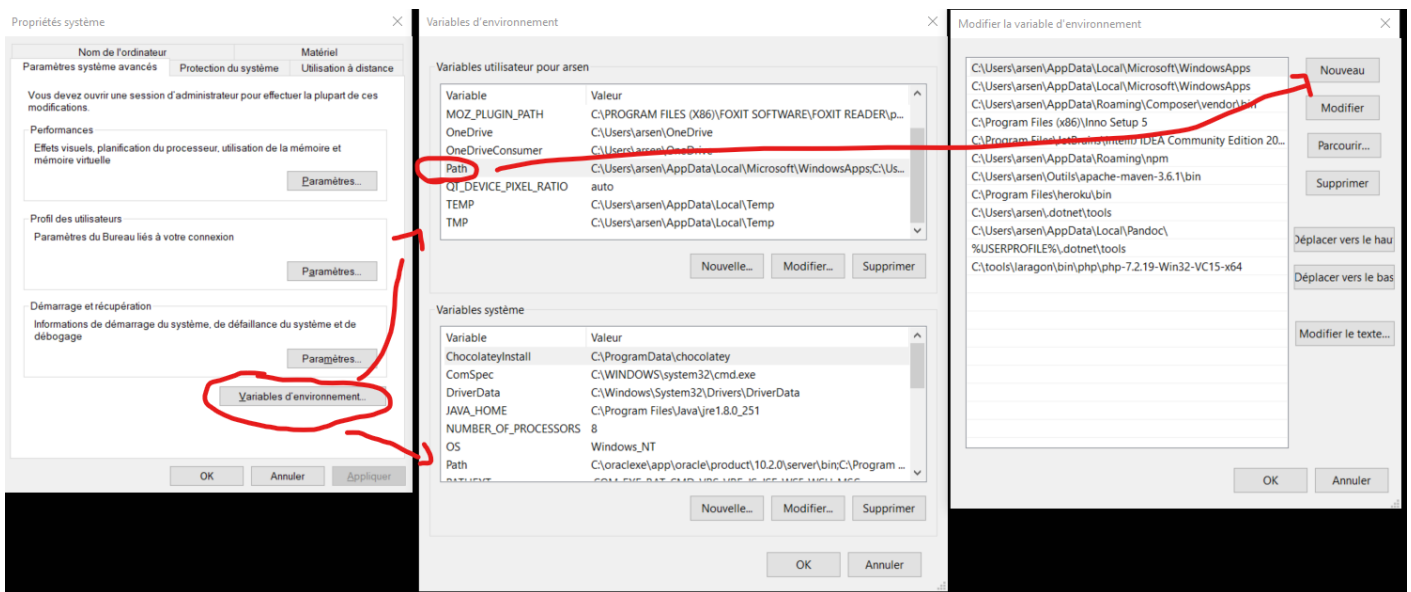 Propriétés système
Nom de l'ordinateur
Matériel
Paramètres système avancés
Protection du système
Utilisation à distance
Vous devez ouvrir une session d'administrateur pour effectuer la plupart de ces
modifications.
Performances
Effets visuels, planification du processeur, utilisation de la mémoire et
mémoire virtuelle
Paramètres...
Profil des utilisateurs
Paramètres du Bureau liés à votre connexion
Paramètres...
Démarrage et récupération
Informations de démarrage du système, de défaillance du système et de
débogage
Paramètres...
Variables d'environnement...
OK
Annuler
Appliquer
Variables d'environnement
Variables utilisateur pour arsen
Variable Valeur
MOZ_PLUGIN_PATH C:\PROGRAM FILES (X86)\FOXIT SOFTWARE\FOXIT READER\p...
OneDrive C:\Users\arsen\OneDrive
OneDriveConsumer C:\Users\arsen\OneDrive
Path C:\Users\arsen\AppData\Local\Microsoft\WindowsApps;C:\Us...
QT_DEVICE_PIXEL_RATIO auto
TEMP C:\Users\arsen\AppData\Local\Temp
TMP C:\Users\arsen\AppData\Local\Temp
Nouvelle...
Modifier...
Supprimer
Variables système
Variable Valeur
ChocolateyInstall C:\ProgramData\chocolatey
ComSpec C:\WINDOWS\system32\cmd.exe
DriverData C:\Windows\System32\Drivers\DriverData
JAVA_HOME C:\Program Files\Java\jre1.8.0_251
NUMBER_OF_PROCESSORS 8
OS Windows_NT
Path C:\oraclexe\app\oracle\product\10.2.0\server\bin;C:\Program ...
Nouvelle...
Modifier...
Supprimer
OK
Annuler
Modifier la variable d'environnement
C:\Users\arsen\AppData\Local\Microsoft\WindowsApps
C:\Users\arsen\AppData\Local\Microsoft\WindowsApps
C:\Users\arsen\AppData\Roaming\Composer\vendor\bin
C:\Program Files (x86)\Inno Setup 5
C:\Program Files\JetBrains\IntelliJ IDEA Community Edition 20...
C:\Users\arsen\AppData\Roaming\npm
C:\Users\arsen\Outils\apache-maven-3.6.1\bin
C:\Program Files\heroku\bin
C:\Users\arsen\.dotnet\tools
C:\Users\arsen\AppData\Local\Pandoc\
%USERPROFILE%\.dotnet\tools
C:\tools\laragon\bin\php\php-7.2.19-Win32-VC15-x64
Nouveau
Modifier
Parcourir...
Supprimer
Déplacer vers le hau
Déplacer vers le bas
Modifier le texte...
OK
Annuler